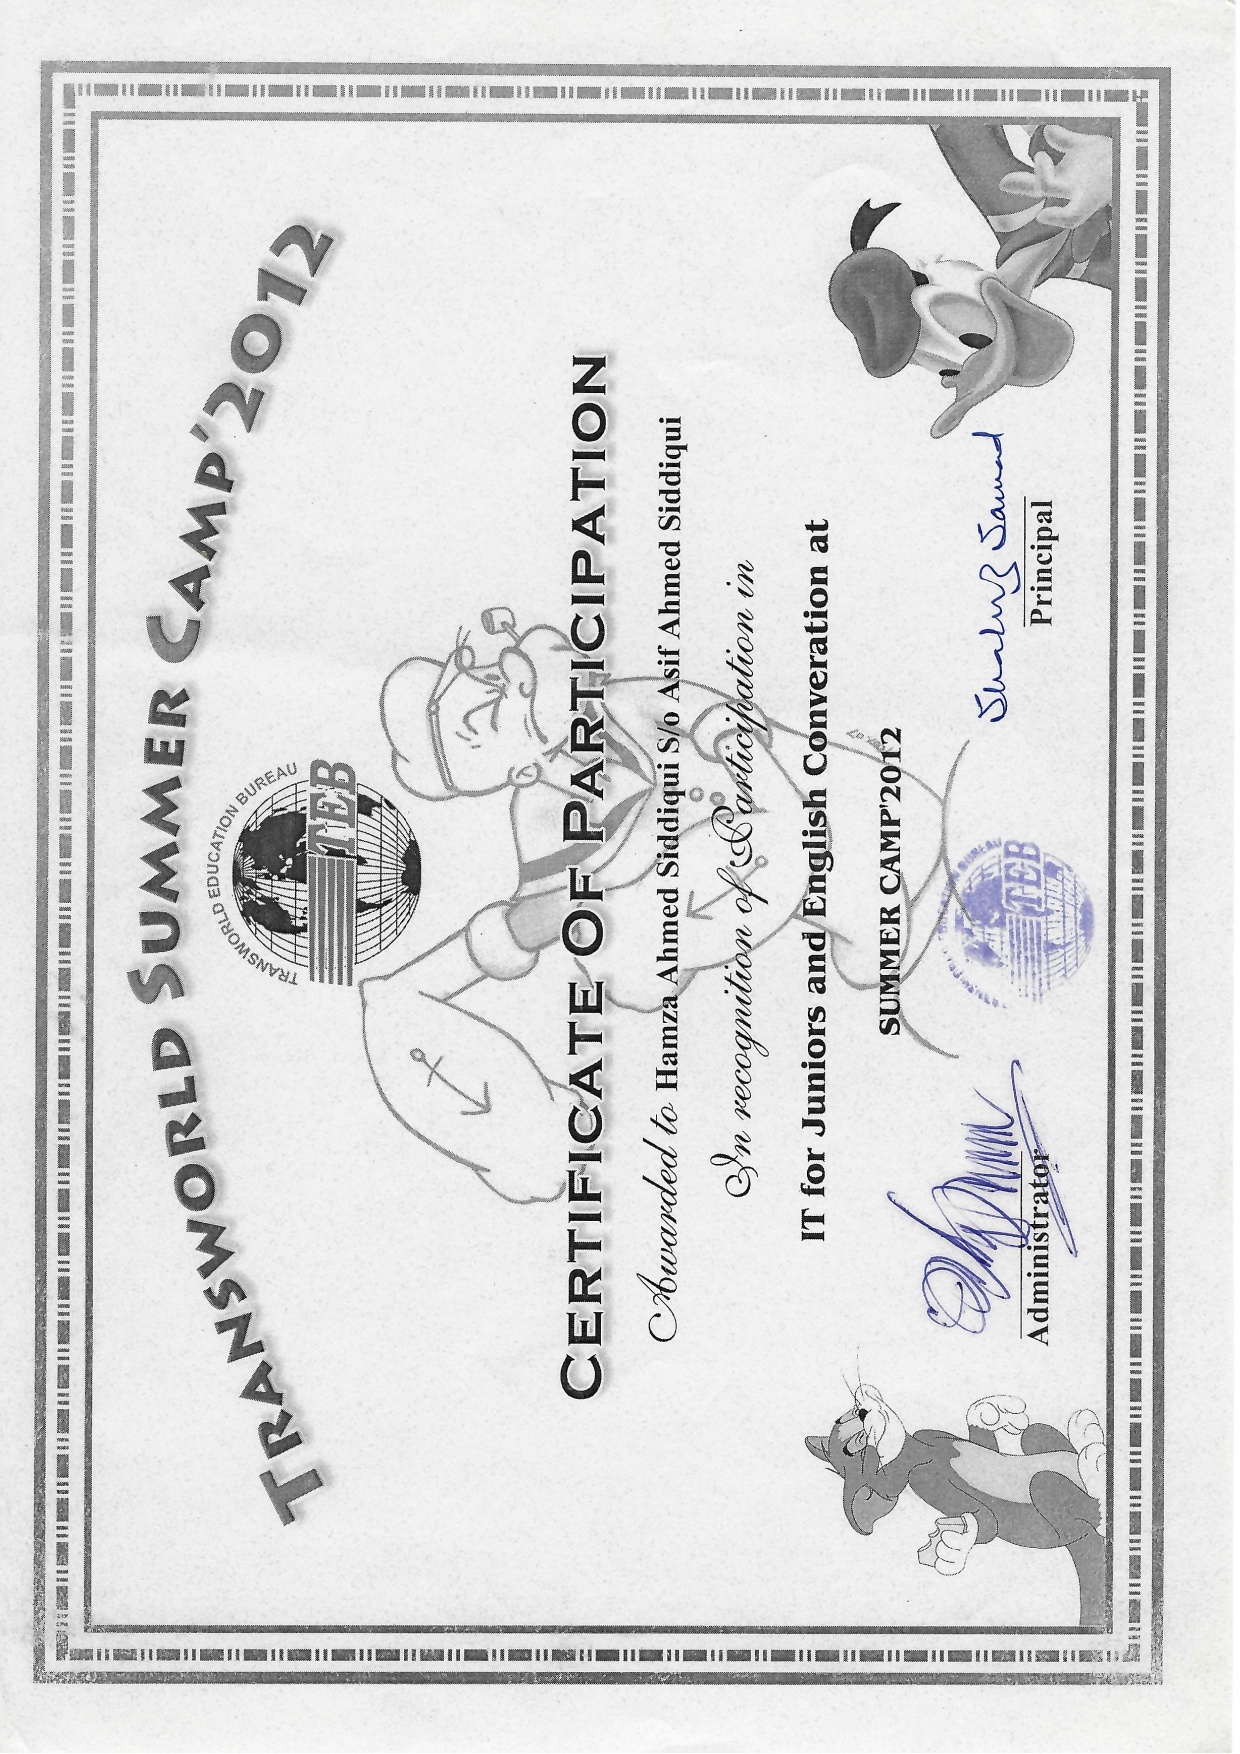 TRANSWORLD SUMMER CAMP'2012
TRANSWORLD EDUCATION BUREAU
TEB
CERTIFICATE OF PARTICIPATION
Awarded to Hamza Ahmed Siddiqui S/o Asif Ahmed Siddiqui
In recognition of Participation in
IT for Juniors and English Converation at
SUMMER CAMP'2012
TRANSWORLD EDUCATION BUREAU
TEB
Administrator
Principal